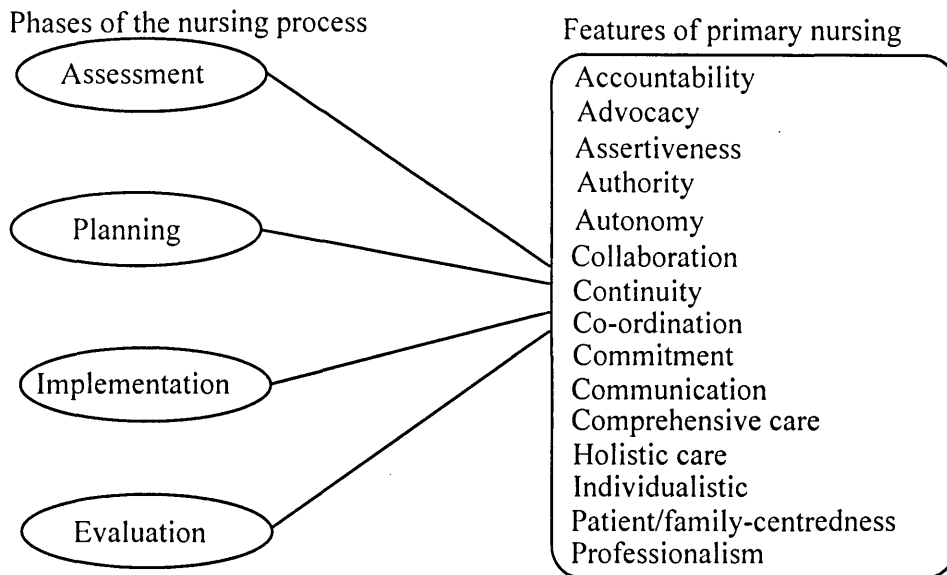 Phases of the nursing process
Assessment
Planning
Implementation
Evaluation
Features of primary nursing
Accountability
Advocacy
Assertiveness
Authority
Autonomy
Collaboration
Continuity
Co-ordination
Commitment
Communication
Comprehensive care
Holistic care
Individualistic
Patient/family-centredness
Professionalism